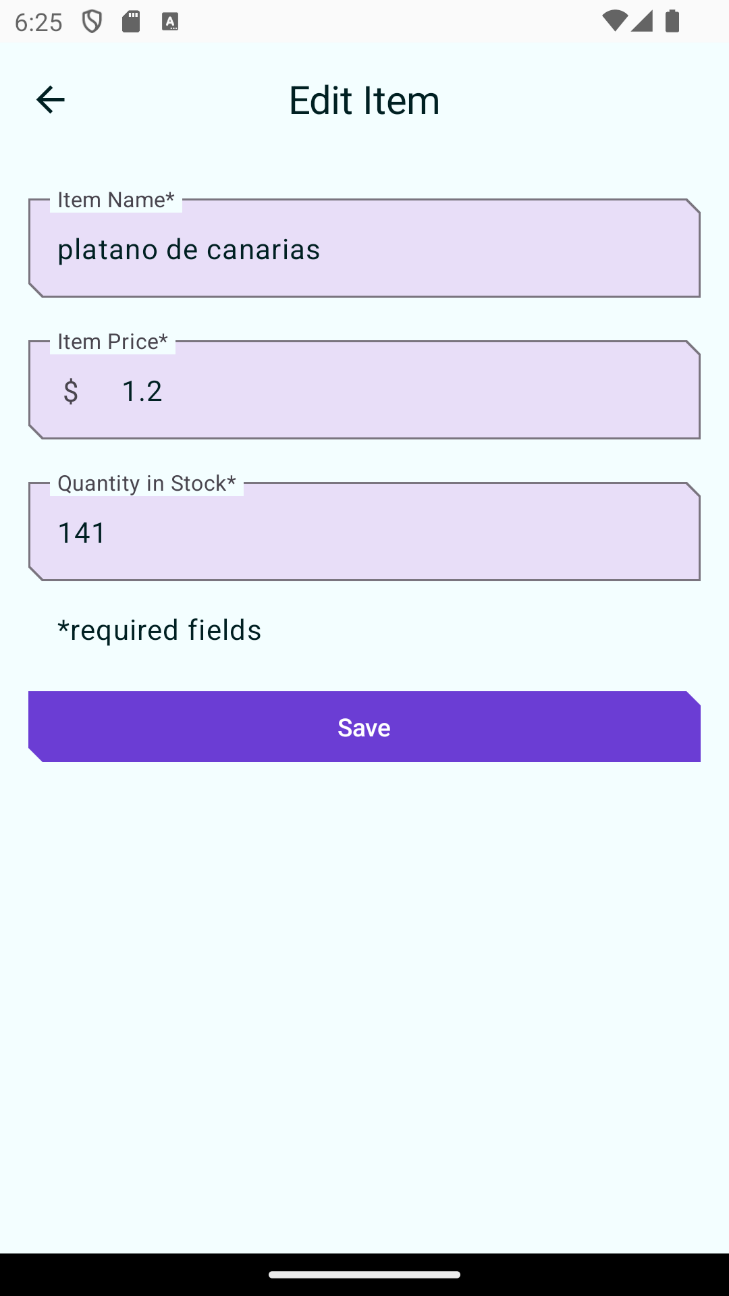 6:25
Edit Item
Item Name*
platano de canarias
Item Price*
$ 1.2
Quantity in Stock*
141
*required fields
Save